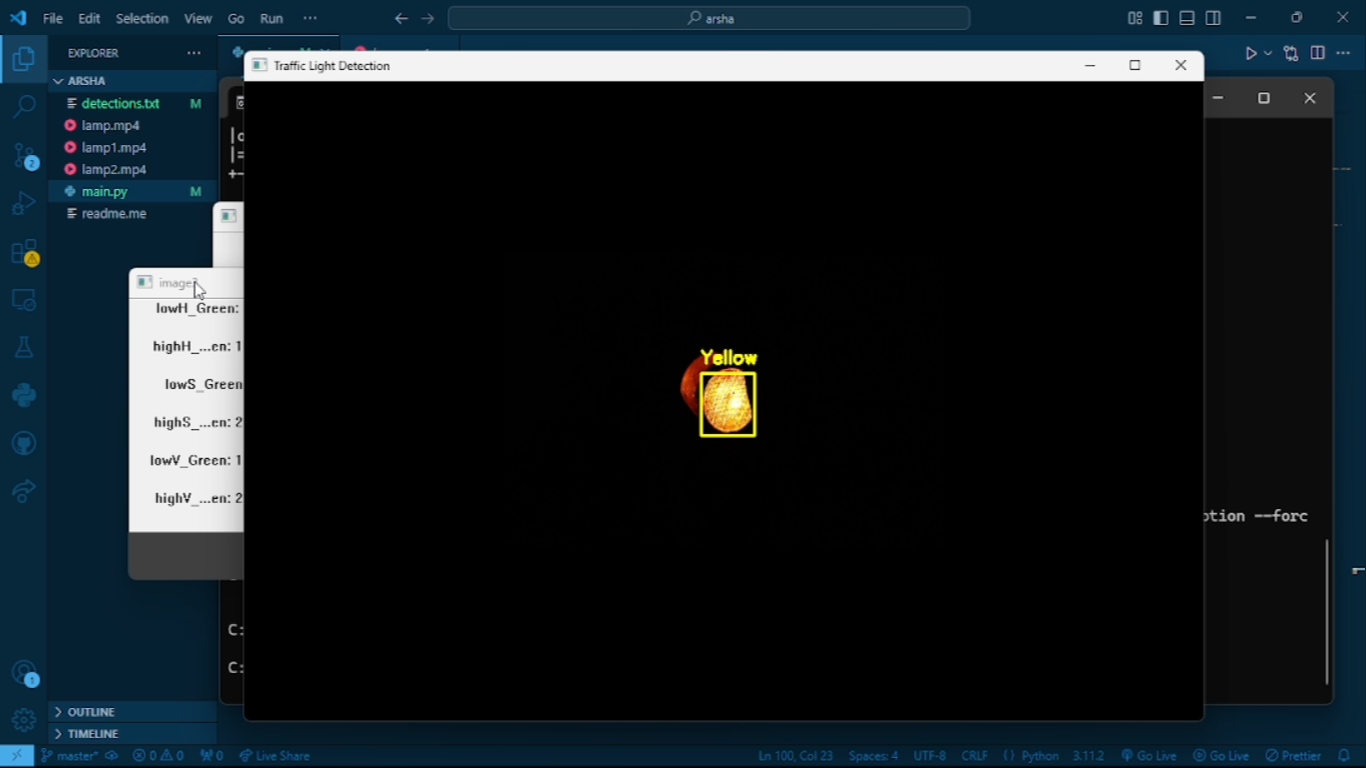 File Edit Selection View Go Run ···
arsha
EXPLORER ···
ARSHA
detections.txt M
lamp.mp4
lamp1.mp4
lamp2.mp4
main.py M
readme.me
Traffic Light Detection
lowH_Green:
highH_...en: 1
lowS_Green
highS_...en: 2
lowV_Green: 1
highV_...en: 2
Yellow
--forc
C:
C:
OUTLINE
TIMELINE
master* 0 0 0 Live Share Ln 100, Col 23 Spaces: 4 UTF-8 CRLF Python 3.11.2 Go Live Go Live Prettier